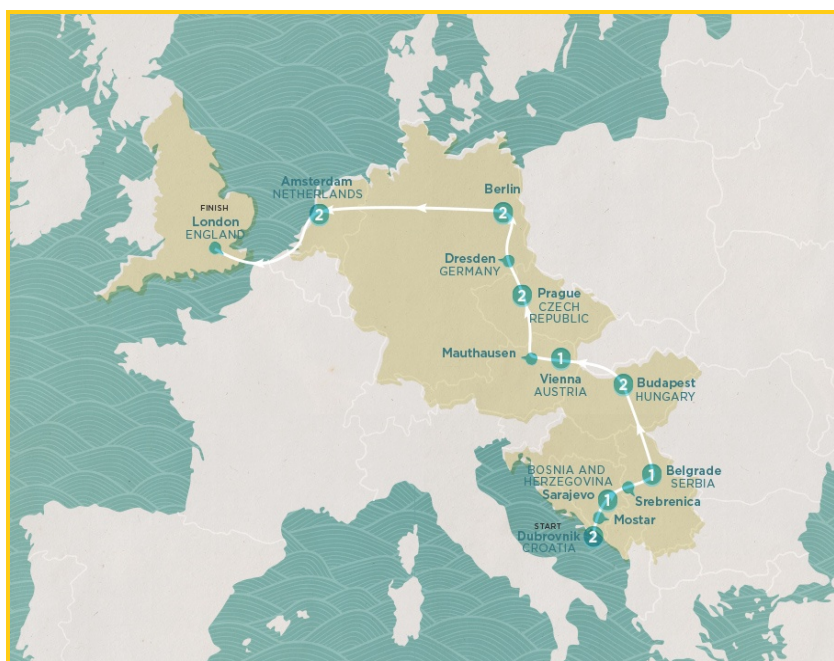 Amsterdam
NETHERLANDS
2
Berlin
2
FINISH
London
ENGLAND
Dresden
GERMANY
2
Prague
CZECH
REPUBLIC
Mauthausen
1
Vienna
AUSTRIA
2
Budapest
HUNGARY
BOSNIA AND
HERZEGOVINA
Sarajevo
1
1
Belgrade
SERBIA
Srebrenica
Mostar
START
Dubrovnik
CROATIA
2